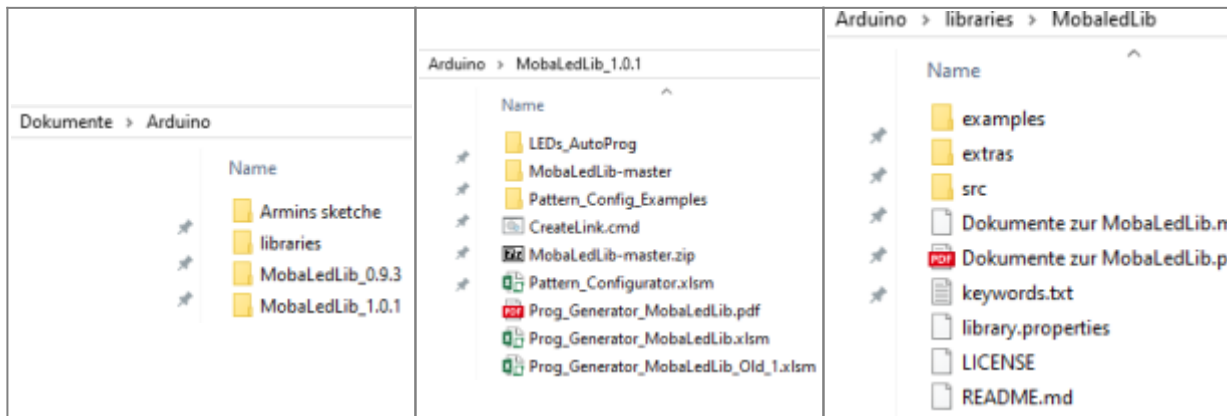 Dokumente > Arduino
Name
Armins sketche
libraries
MobaLedLib_0.9.3
MobaLedLib_1.0.1
Arduino > MobaLedLib_1.0.1
Name
LEDs_AutoProg
MobaLedLib-master
Pattern_Config_Examples
CreateLink.cmd
MobaLedLib-master.zip
Pattern_Configurator.xlsm
PDF Prog_Generator_MobaLedLib.pdf
Prog_Generator_MobaLedLib.xlsm
Prog_Generator_MobaLedLib_Old_1.xlsm
Arduino > libraries > MobaledLib
Name
examples
extras
src
Dokumente zur MobaLedLib.m
PDF Dokumente zur MobaLedLib.p
keywords.txt
library.properties
LICENSE
README.md